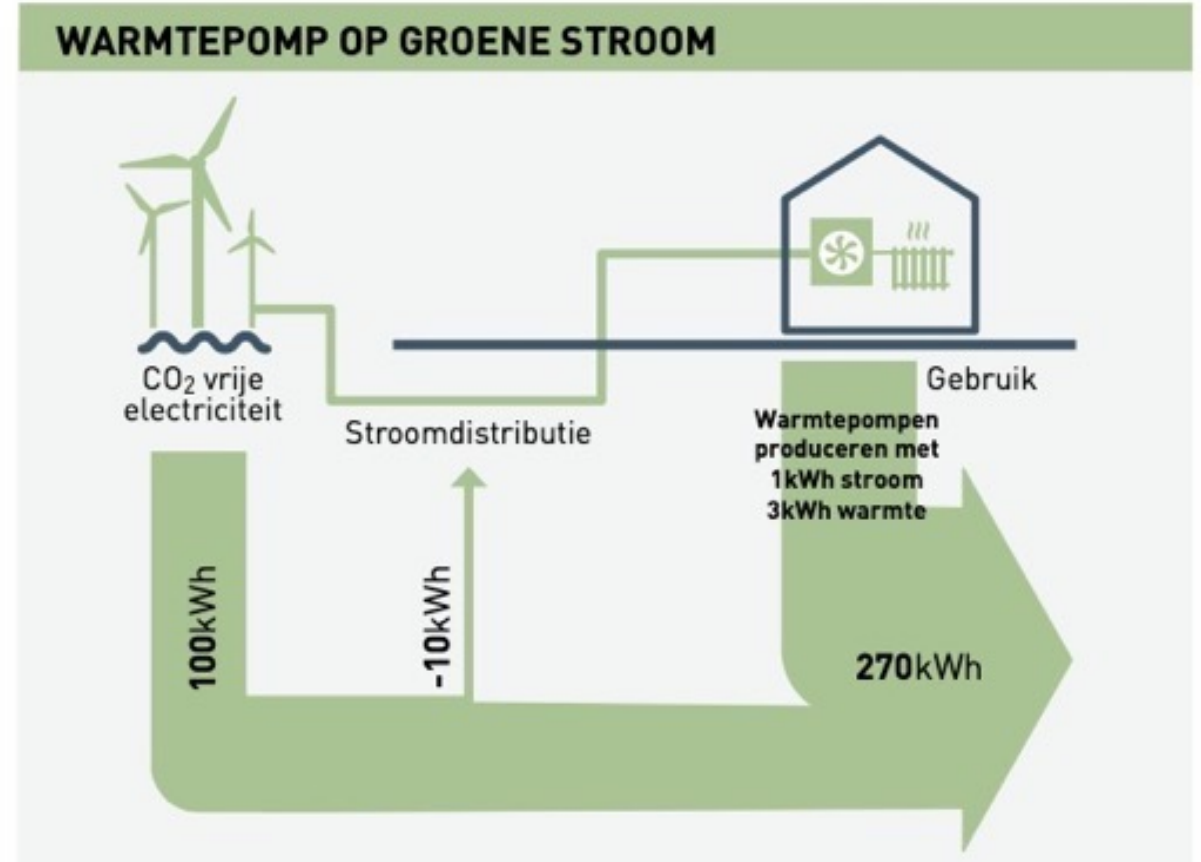 WARMTEPOMP OP GROENE STROOM
CO₂ vrije
electriciteit
Stroomdistributie
Gebruik
Warmtepompen
produceren met
1kWh stroom
3kWh warmte
100kWh
-10kWh
270kWh